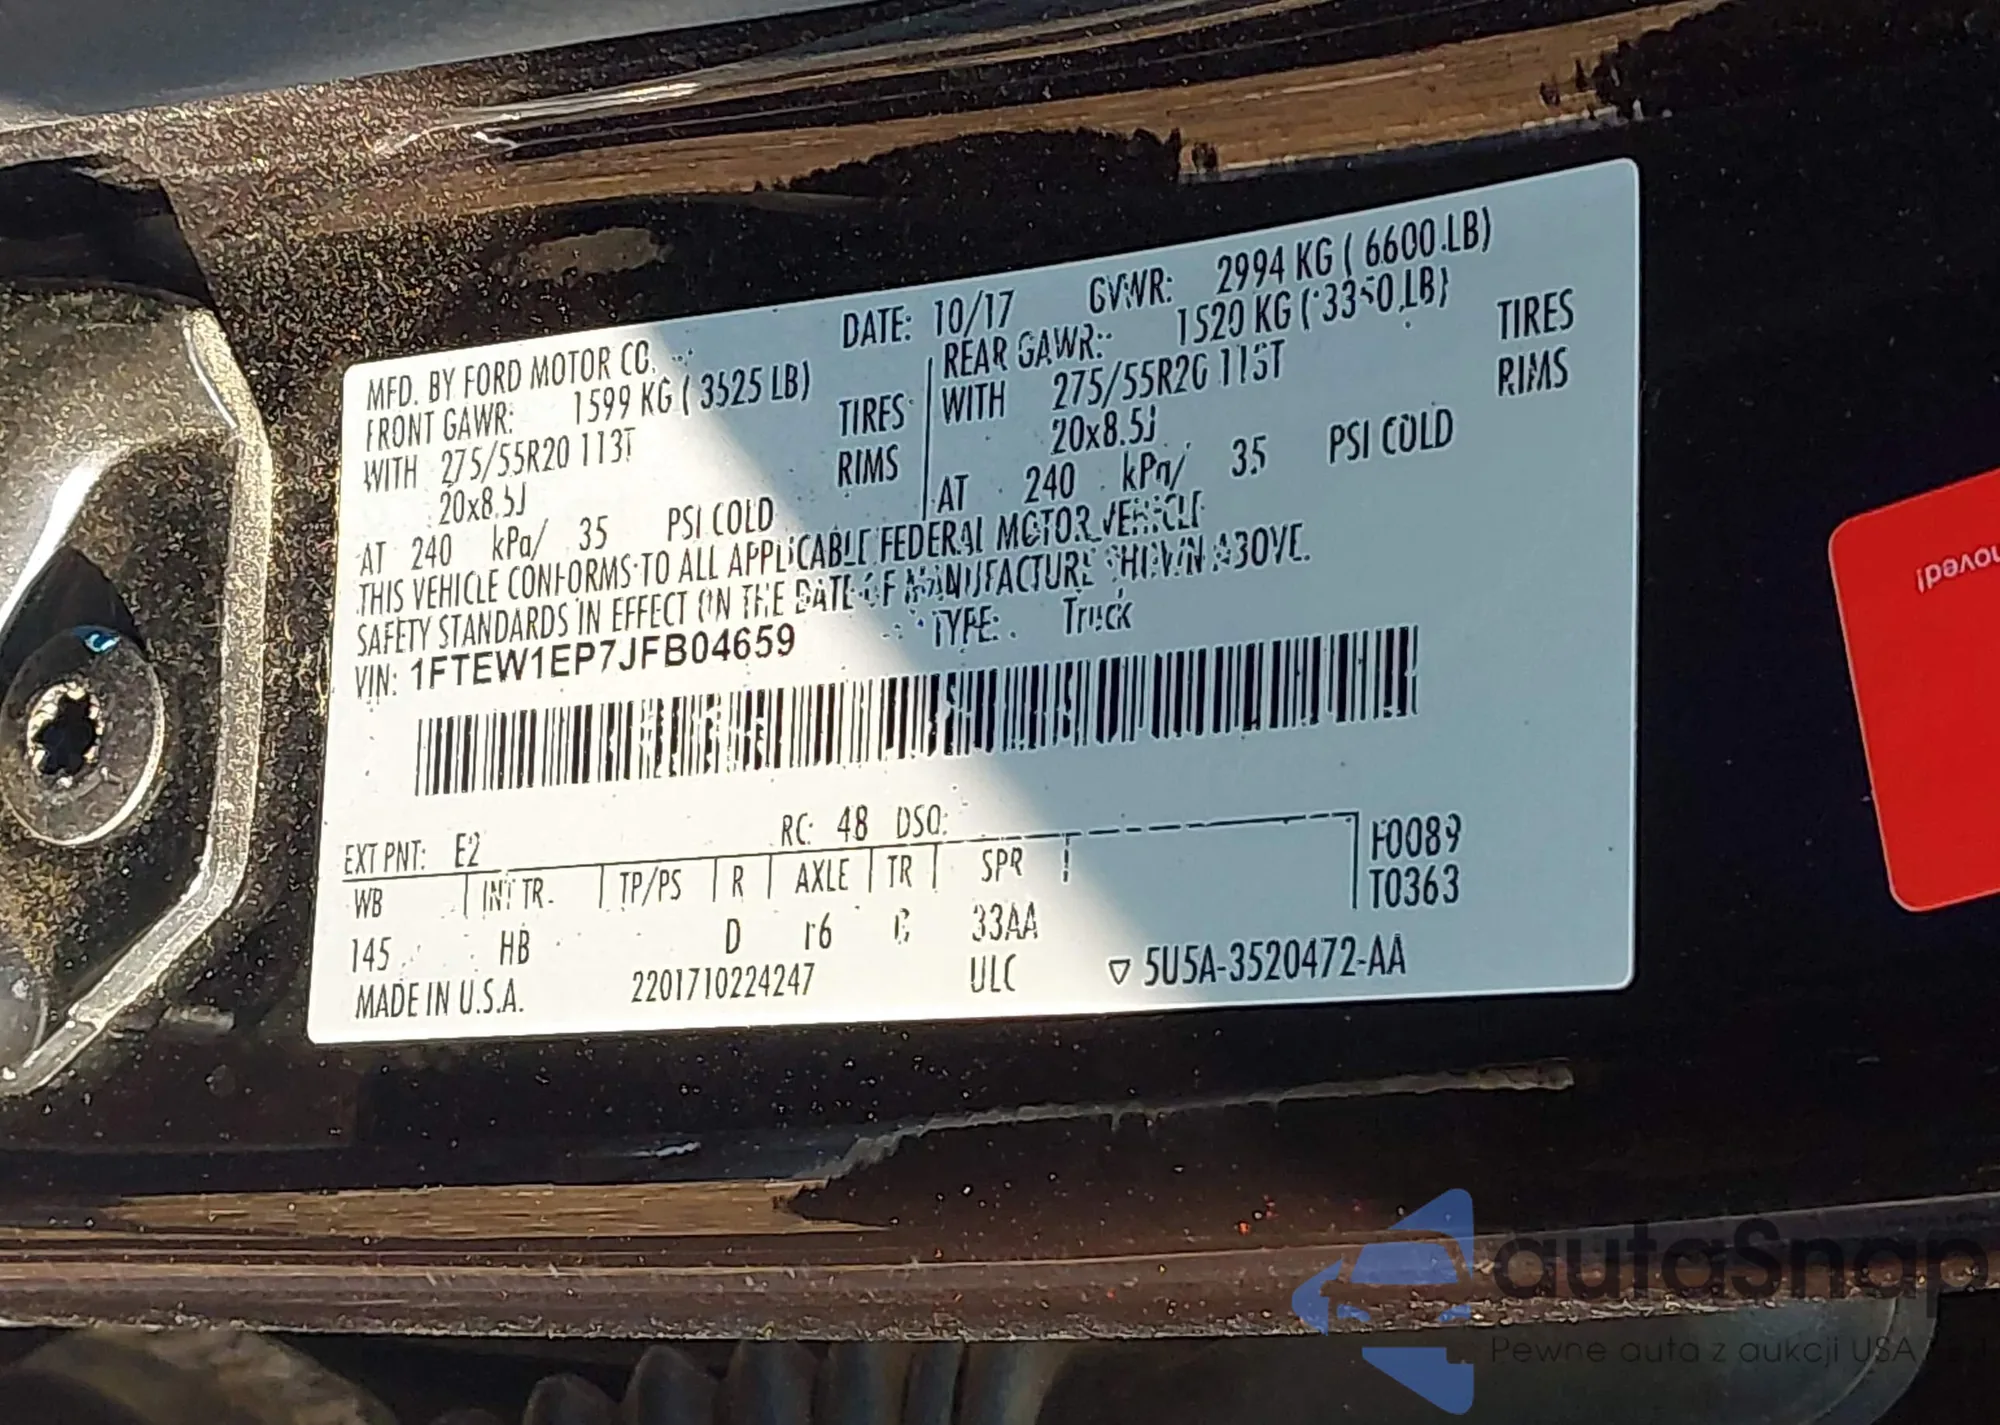 MFD. BY FORD MOTOR CO.
DATE: 10/17
GVWR: 2994 KG ( 6600 LB)
FRONT GAWR: 1599 KG ( 3525 LB)
WITH 275/55R20 113T TIRES
20x8.5J RIMS
AT 240 kPa/ 35 PSI COLD
REAR GAWR: 1520 KG ( 3350 LB)
WITH 275/55R20 113T TIRES
20x8.5J RIMS
AT 240 kPa/ 35 PSI COLD
THIS VEHICLE CONFORMS TO ALL APPLICABLE FEDERAL MOTOR VEHICLE
SAFETY STANDARDS IN EFFECT ON THE DATE OF MANUFACTURE SHOWN ABOVE.
VIN: 1FTEW1EP7JFB04659
TYPE: Truck
EXT PNT: E2 RC: 48 DSO:
WB INT TR TP/PS R AXLE TR SPR
145 HB D 33AA
F0089
T0363
MADE IN U.S.A. 2201710224247 ULC ▽ 5U5A-3520472-AA
autaSnap
Pewne auta z aukcji USA